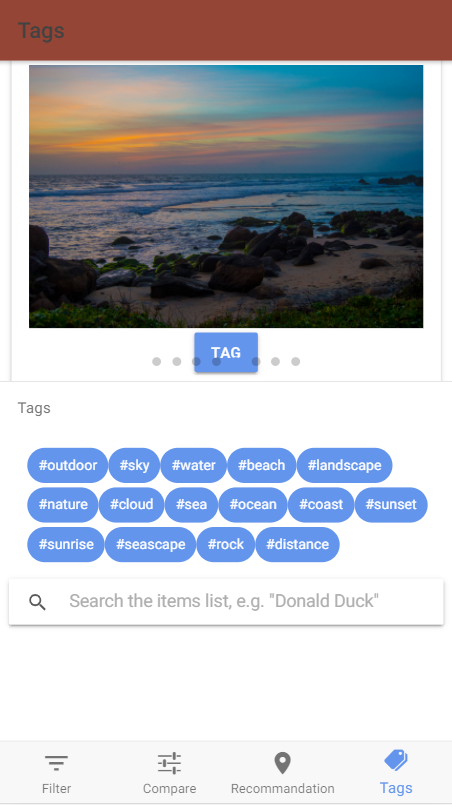 Tags
TAG
Tags
#outdoor #sky #water #beach #landscape
#nature #cloud #sea #ocean #coast #sunset
#sunrise #seascape #rock #distance
Search the items list, e.g. "Donald Duck"
Filter Compare Recommandation Tags